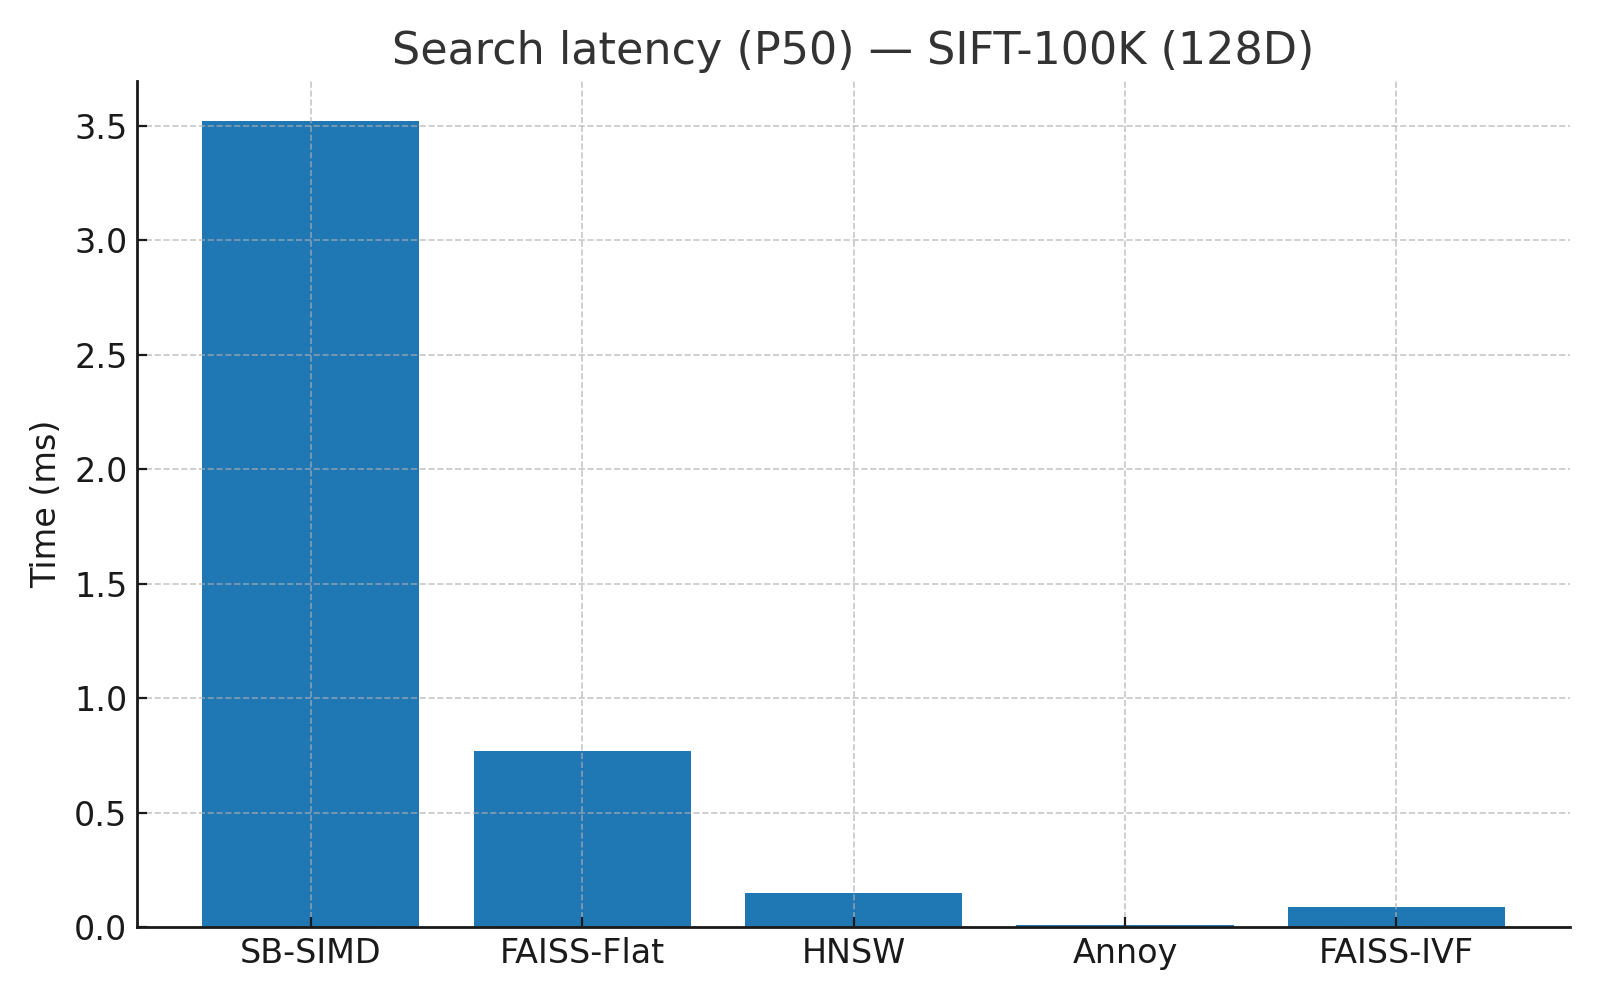 Search latency (P50) — SIFT-100K (128D)
Time (ms)
3.5
3.0
2.5
2.0
1.5
1.0
0.5
0.0
SB-SIMD FAISS-Flat HNSW Annoy FAISS-IVF